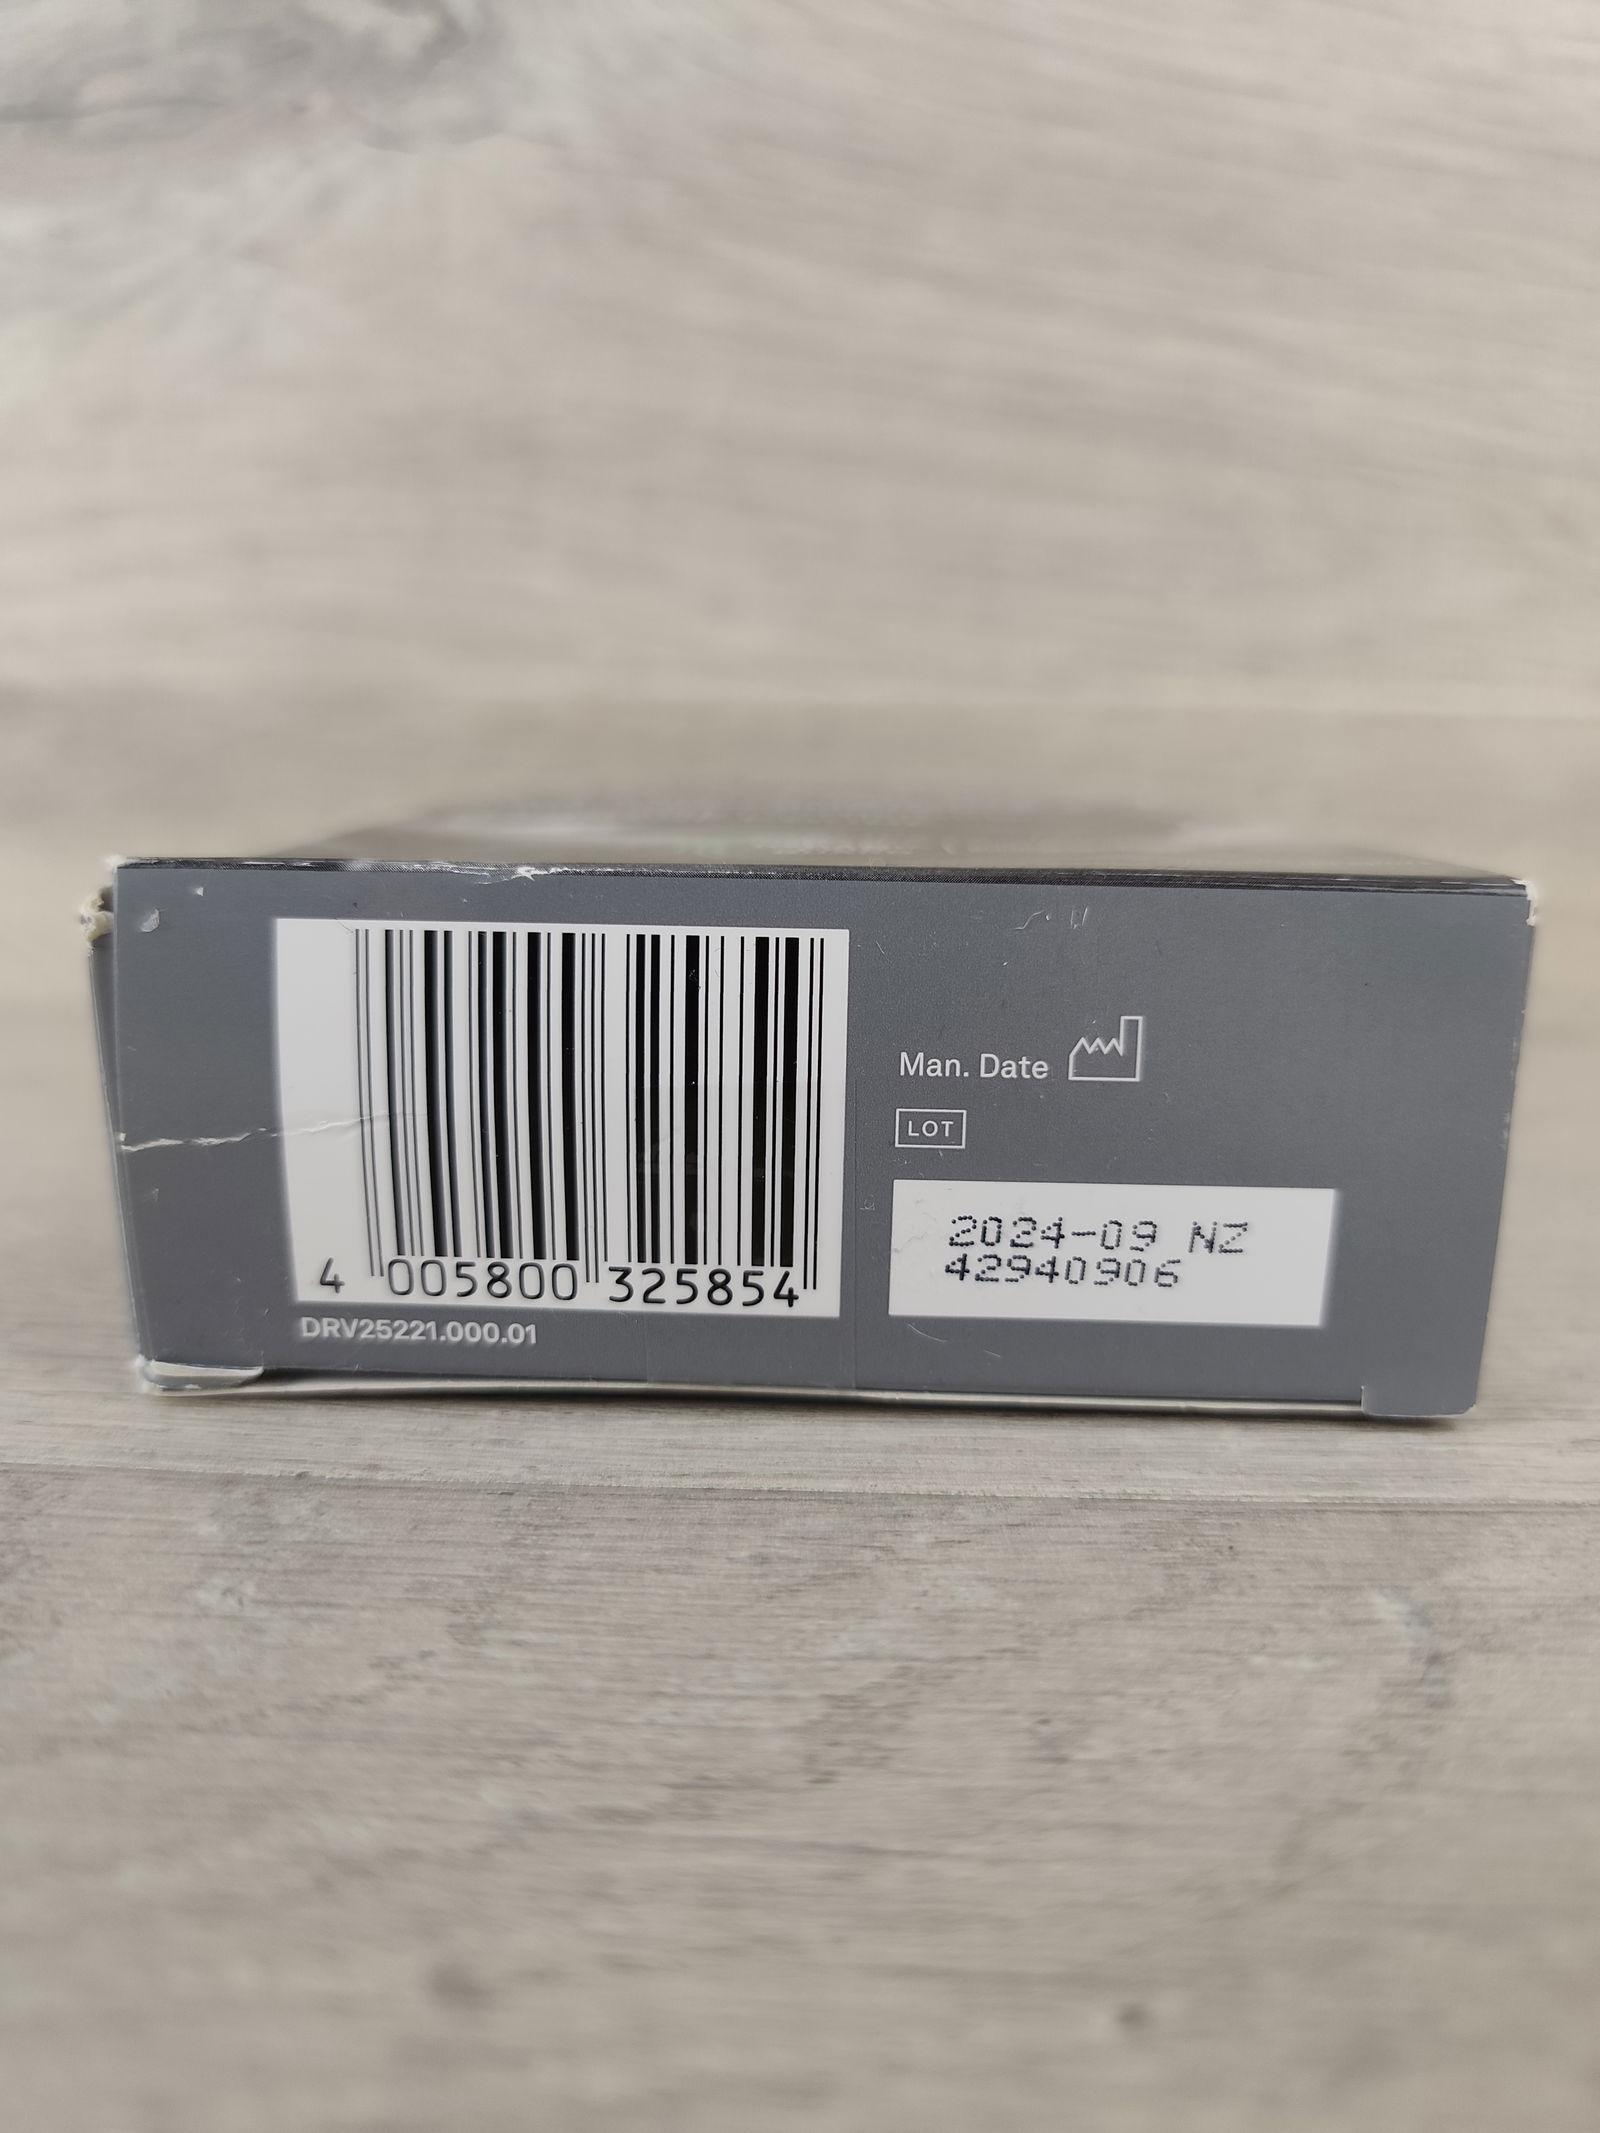 4 005800 325854
DRV25221.000.01
Man. Date
LOT
2024-09 NZ
42940906